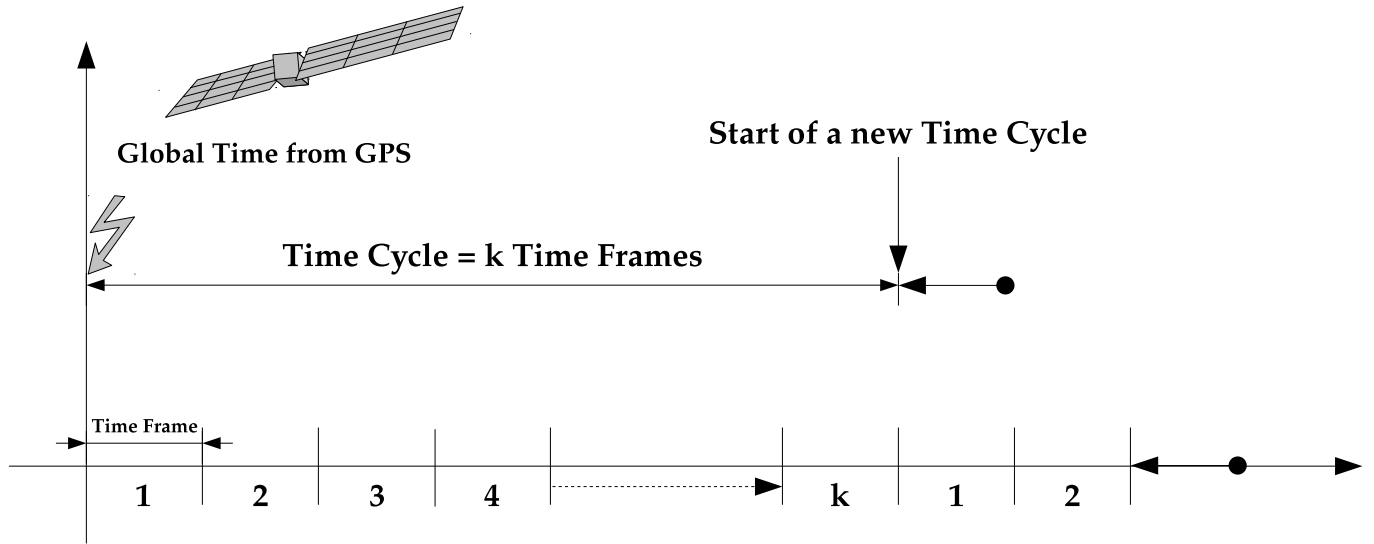 Global Time from GPS
Start of a new Time Cycle
Time Cycle = k Time Frames
Time Frame
1 2 3 4 k 1 2